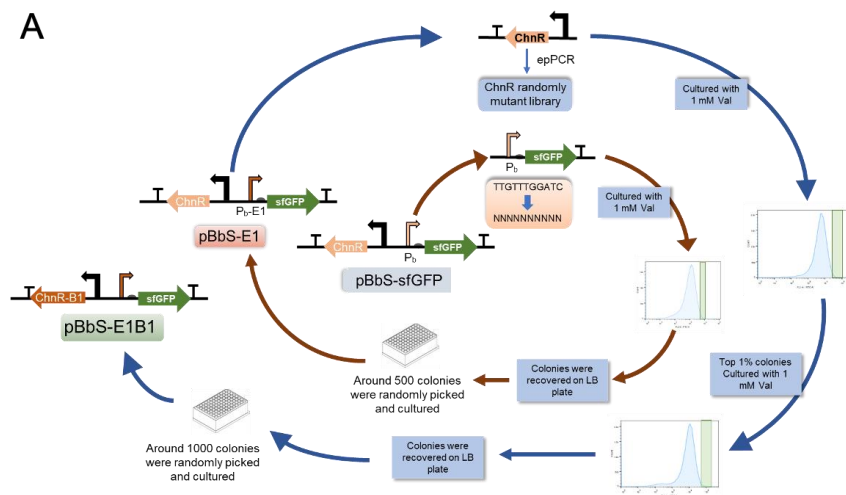 A
ChnR
epPCR
ChnR randomly
mutant library
Cultured with
1 mM Val
Pb
sfGFP
TTGTTTGGATC
NNNNNNNNNN
Cultured with
1 mM Val
ChnR
Pb-E1
sfGFP
pBbS-E1
ChnR
Pb
sfGFP
pBbS-sfGFP
ChnR-B1
sfGFP
pBbS-E1B1
Top 1% colonies
Cultured with 1
mM Val
Colonies were
recovered on LB
plate
Around 500 colonies
were randomly picked
and cultured
Colonies were
recovered on LB
plate
Around 1000 colonies
were randomly picked
and cultured